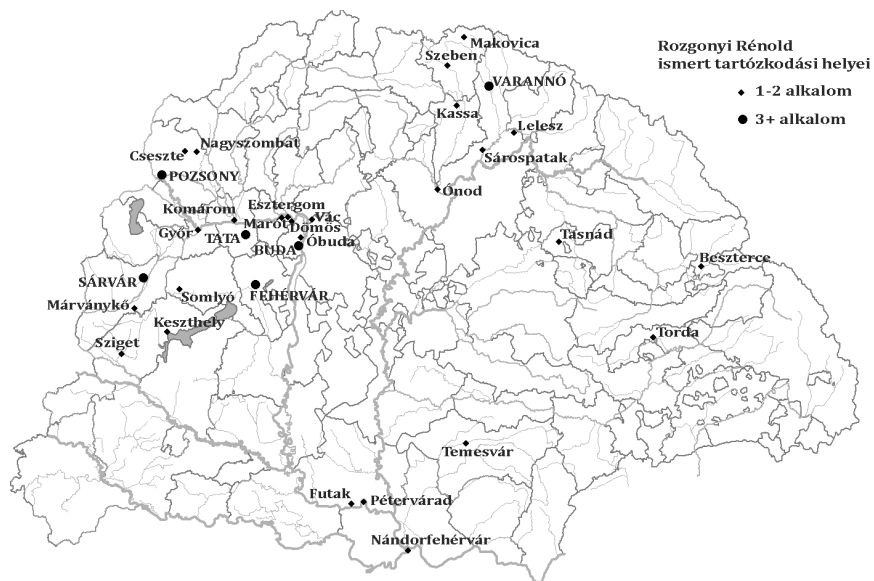 Makovica
Rozgonyi Rénold
ismert tartózkodási helyei
1-2 alkalom
3+ alkalom
Szeben
VARANNÓ
Kassa
Lelesz
Nagyszombat
Cseszte
Sárospatak
POZSONY
Ónod
Komárom
Esztergom
Marót
Vác
Dömös
Győr
TATA
BUDA
Óbuda
Tasnád
Beszterce
SÁRVÁR
Somlyó
FEHÉRVÁR
Márványkő
Keszthely
Sziget
Torda
Temesvár
Futak
Pétervárad
Nándorfehérvár